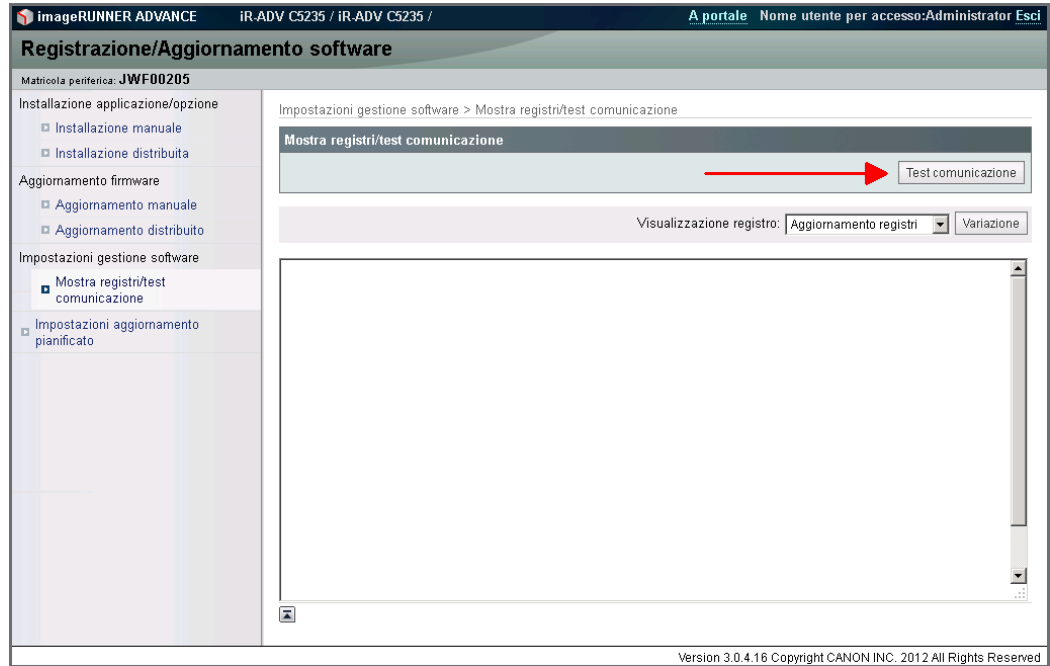 imageRUNNER ADVANCE iR-ADV C5235 / iR-ADV C5235 / A portale Nome utente per accesso:Administrator Esci
Registrazione/Aggiornamento software
Matricola periferica: JWF00205
Installazione applicazione/opzione
Installazione manuale
Installazione distribuita
Aggiornamento firmware
Aggiornamento manuale
Aggiornamento distribuito
Impostazioni gestione software
Mostra registri/test
comunicazione
Impostazioni aggiornamento
pianificato
Impostazioni gestione software > Mostra registri/test comunicazione
Mostra registri/test comunicazione
Test comunicazione
Visualizzazione registro: Aggiornamento registri Variazione
Version 3.0.4.16 Copyright CANON INC. 2012 All Rights Reserved